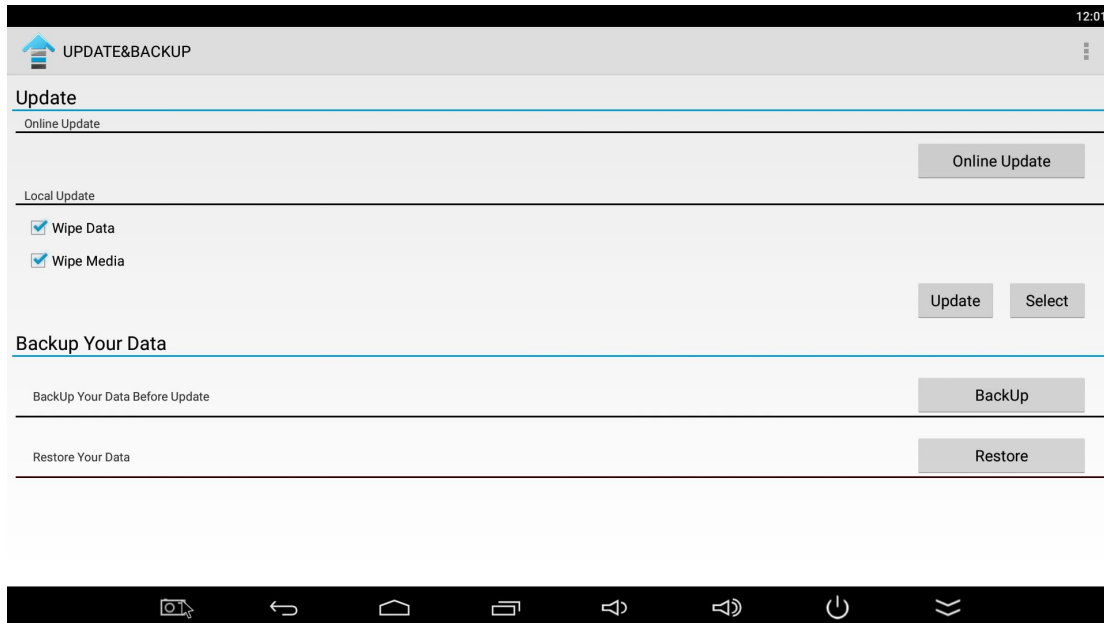 12:01
UPDATE&BACKUP
Update
Online Update
Online Update
Local Update
Wipe Data
Wipe Media
Update Select
Backup Your Data
BackUp Your Data Before Update BackUp
Restore Your Data Restore